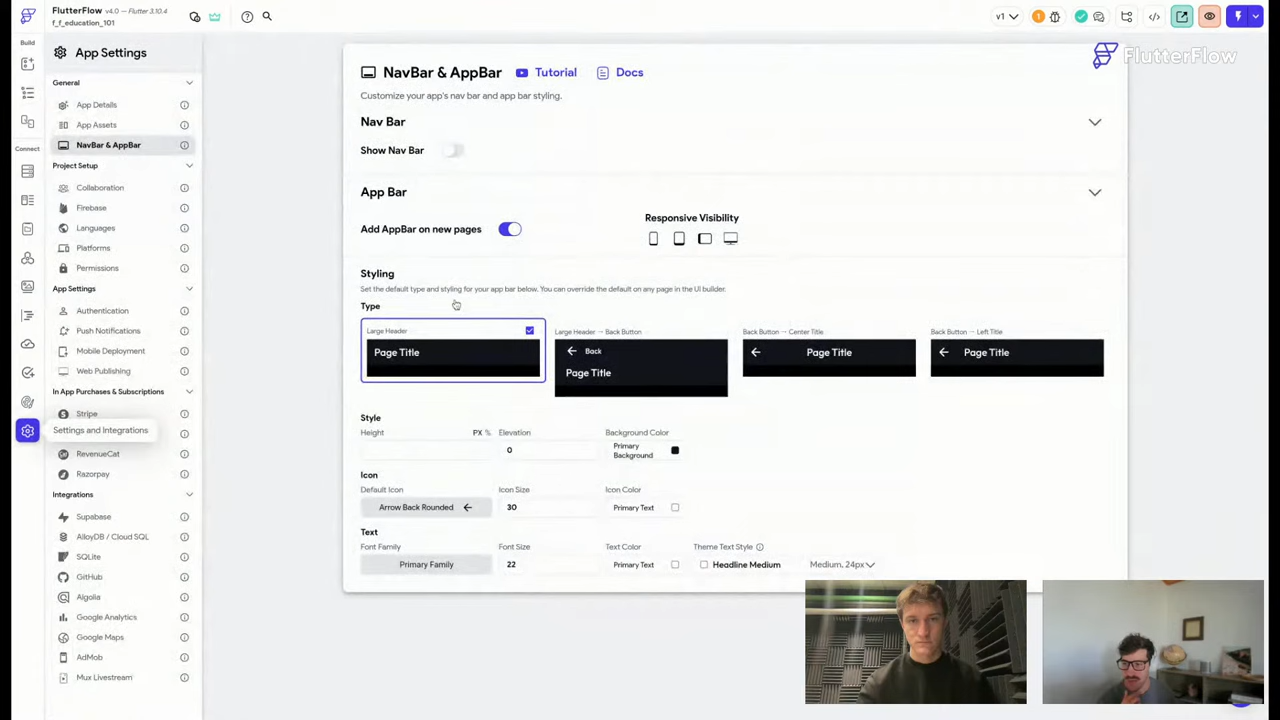 FlutterFlow v4.0 - Flutter 3.10.4
f_f_education_101
v1
1
FlutterFlow
Build
Connect
App Settings
General
App Details
App Assets
NavBar & AppBar
Project Setup
Collaboration
Firebase
Languages
Platforms
Permissions
App Settings
Authentication
Push Notifications
Mobile Deployment
Web Publishing
In App Purchases & Subscriptions
Stripe
Settings and Integrations
RevenueCat
Razorpay
Integrations
Supabase
AlloyDB / Cloud SQL
SQLite
GitHub
Algolia
Google Analytics
Google Maps
AdMob
Mux Livestream
NavBar & AppBar Tutorial Docs
Customize your app's nav bar and app bar styling.
Nav Bar
Show Nav Bar
App Bar
Add AppBar on new pages
Responsive Visibility
Styling
Set the default type and styling for your app bar below. You can override the default on any page in the UI builder.
Type
Large Header
Page Title
Large Header - Back Button
Back
Page Title
Back Button - Center Title
Page Title
Back Button - Left Title
Page Title
Style
Height PX % Elevation Background Color
0 Primary Background
Icon
Default Icon Icon Size Icon Color
Arrow Back Rounded 30 Primary Text
Text
Font Family Font Size Text Color Theme Text Style
Primary Family 22 Primary Text Headline Medium Medium, 24px